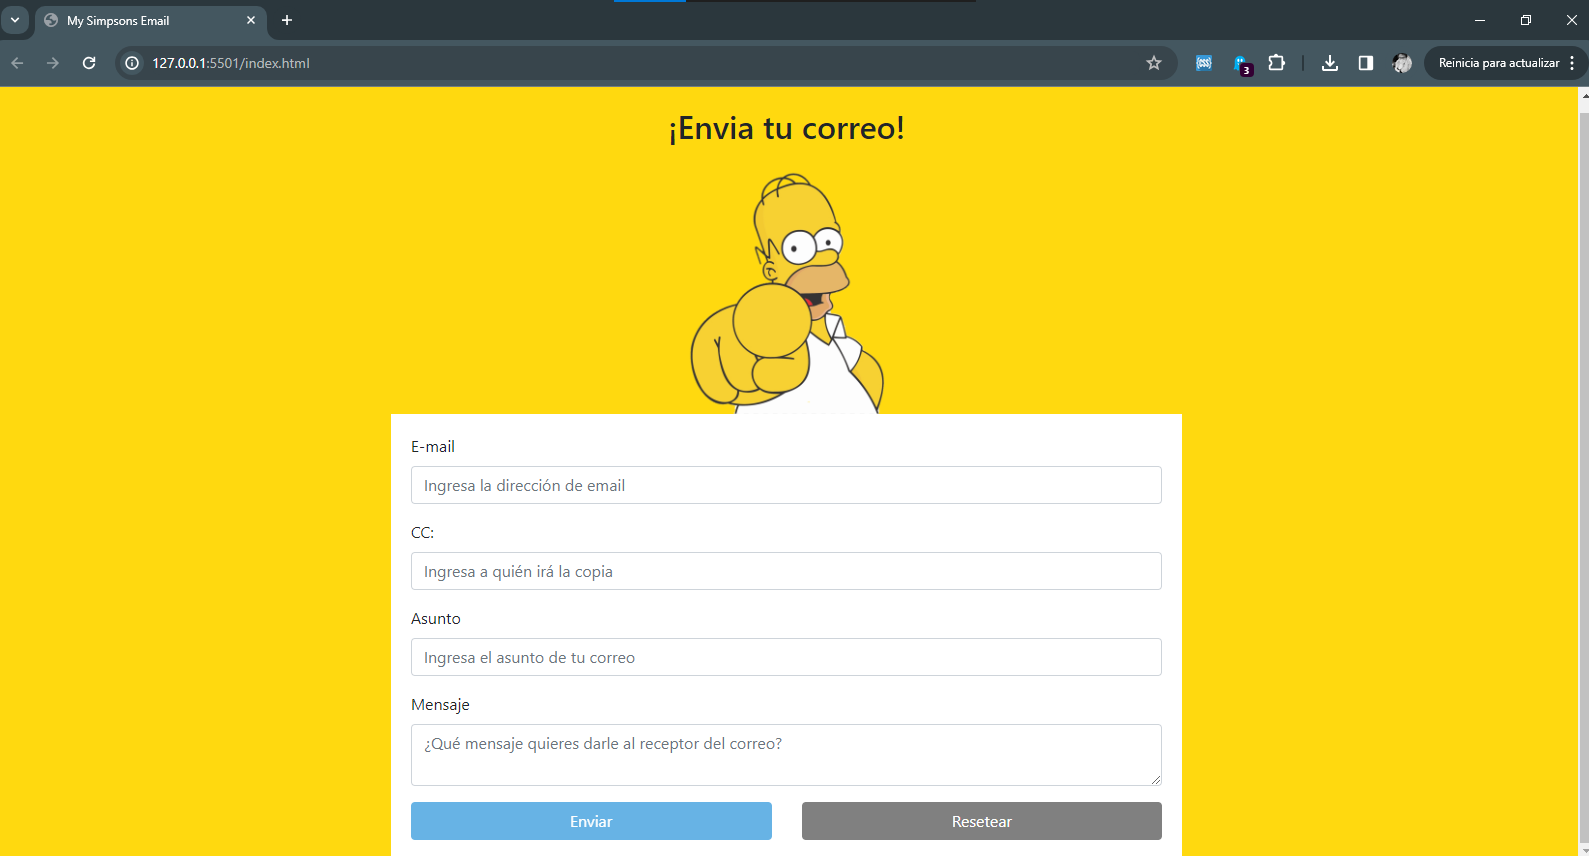 My Simpsons Email
127.0.0.1:5501/index.html
{css}
3
Reinicia para actualizar
¡Envia tu correo!
E-mail
Ingresa la dirección de email
CC:
Ingresa a quién irá la copia
Asunto
Ingresa el asunto de tu correo
Mensaje
¿Qué mensaje quieres darle al receptor del correo?
Enviar
Resetear